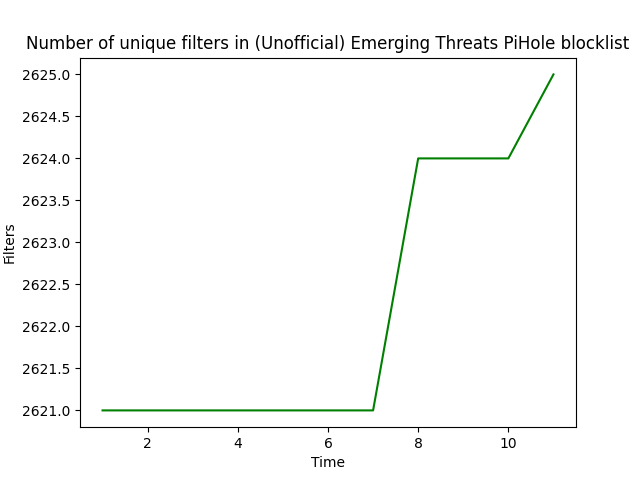 Number of unique filters in (Unofficial) Emerging Threats PiHole blocklist
2625.0
2624.5
2624.0
2623.5
2623.0
2622.5
2622.0
2621.5
2621.0
Filters
2 4 6 8 10
Time